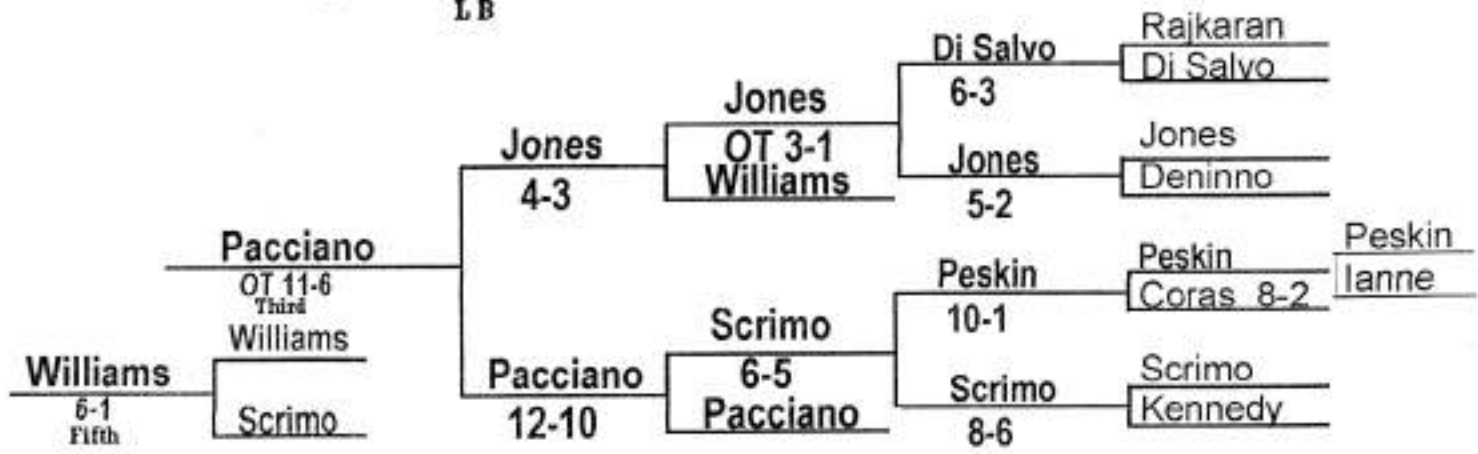 L B
Rajkaran
Di Salvo
Di Salvo
6-3
Jones
Jones
OT 3-1
Jones
Deninno
Jones
4-3
Williams
Jones
5-2
Pacciano
OT 11-6
Third
Peskin
Ianne
Peskin
Coras 8-2
Peskin
10-1
Scrimo
6-5
Williams
Scrimo
Williams
6-1
Fifth
Pacciano
12-10
Pacciano
Scrimo
8-6
Scrimo
Kennedy